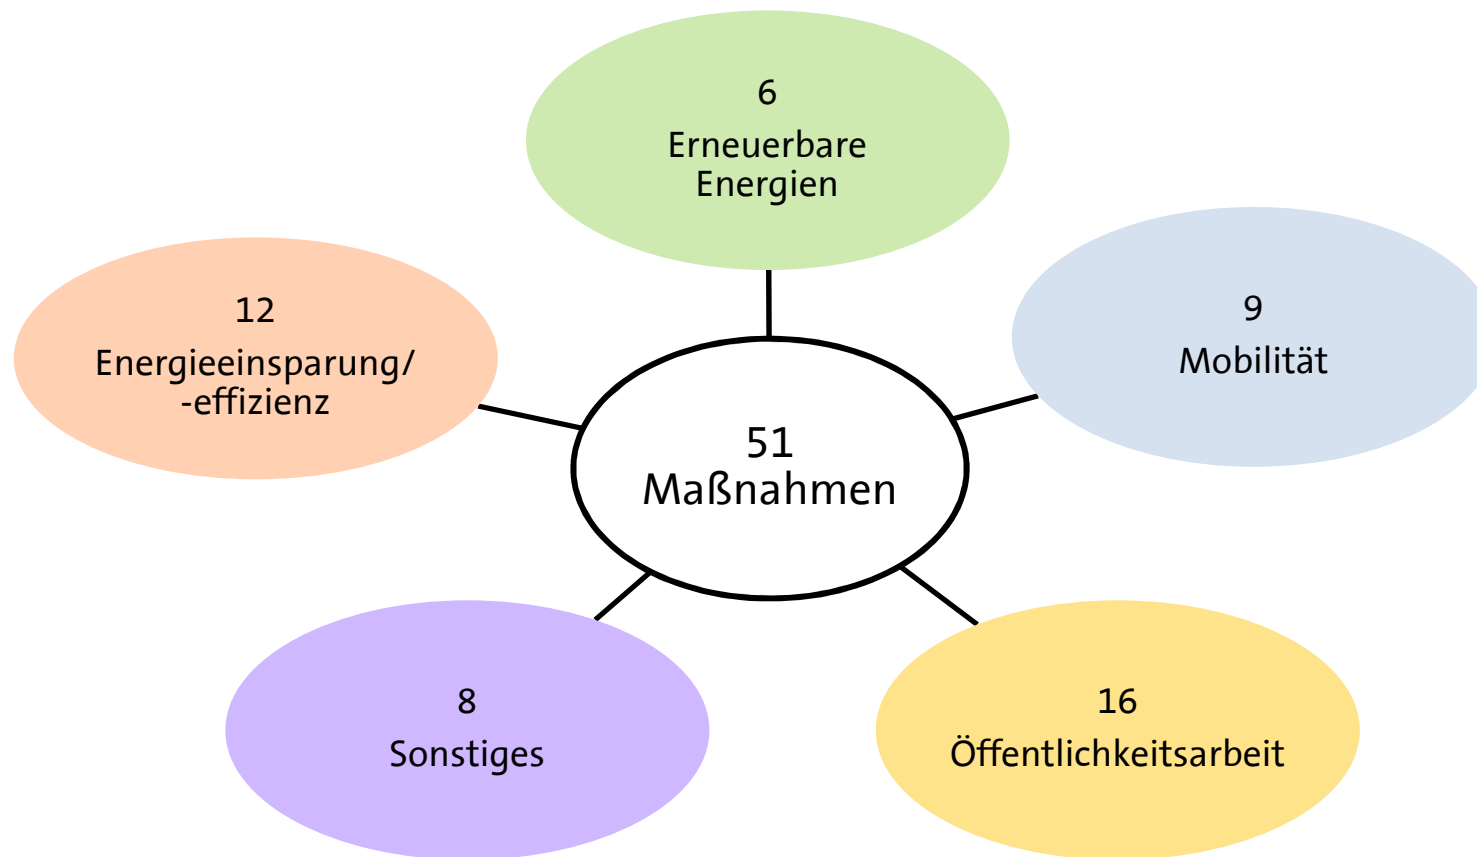 6
Erneuerbare
Energien
12
Energieeinsparung/
-effizienz
9
Mobilität
51
Maßnahmen
8
Sonstiges
16
Öffentlichkeitsarbeit